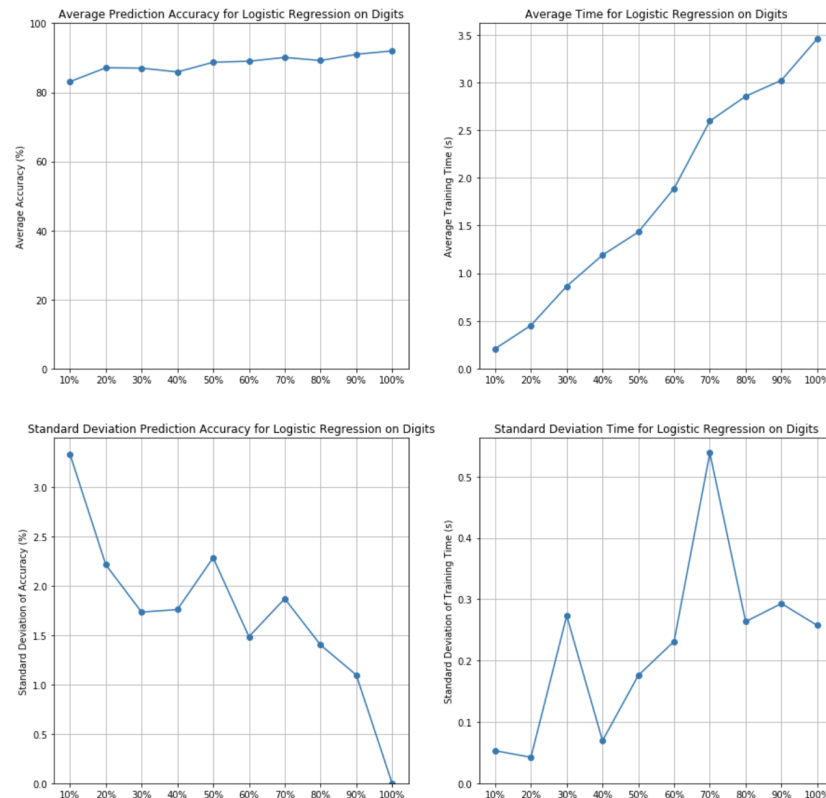 Average Prediction Accuracy for Logistic Regression on Digits
100
80
60
40
20
0
Average Accuracy (%)
10% 20% 30% 40% 50% 60% 70% 80% 90% 100%
Average Time for Logistic Regression on Digits
3.5
3.0
2.5
2.0
1.5
1.0
0.5
0.0
Average Training Time (s)
10% 20% 30% 40% 50% 60% 70% 80% 90% 100%
Standard Deviation Prediction Accuracy for Logistic Regression on Digits
3.0
2.5
2.0
1.5
1.0
0.5
0.0
Standard Deviation of Accuracy (%)
10% 20% 30% 40% 50% 60% 70% 80% 90% 100%
Standard Deviation Time for Logistic Regression on Digits
0.5
0.4
0.3
0.2
0.1
0.0
Standard Deviation of Training Time (s)
10% 20% 30% 40% 50% 60% 70% 80% 90% 100%